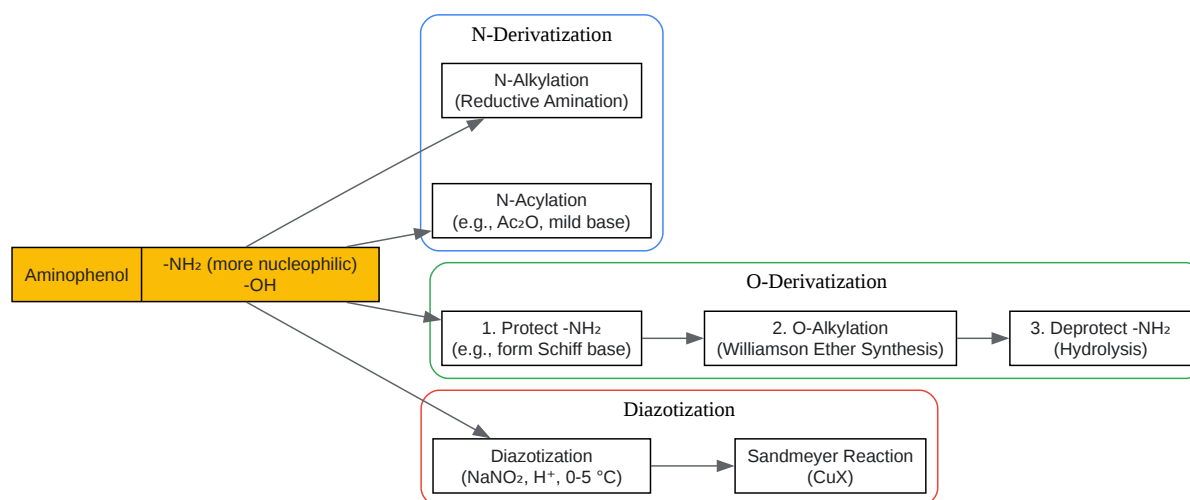 N-Derivatization
N-Alkylation
(Reductive Amination)
N-Acylation
(e.g., Ac₂O, mild base)
Aminophenol
-NH₂ (more nucleophilic)
-OH
O-Derivatization
1. Protect -NH₂
(e.g., form Schiff base)
2. O-Alkylation
(Williamson Ether Synthesis)
3. Deprotect -NH₂
(Hydrolysis)
Diazotization
Diazotization
(NaNO₂, H⁺, 0-5 °C)
Sandmeyer Reaction
(CuX)